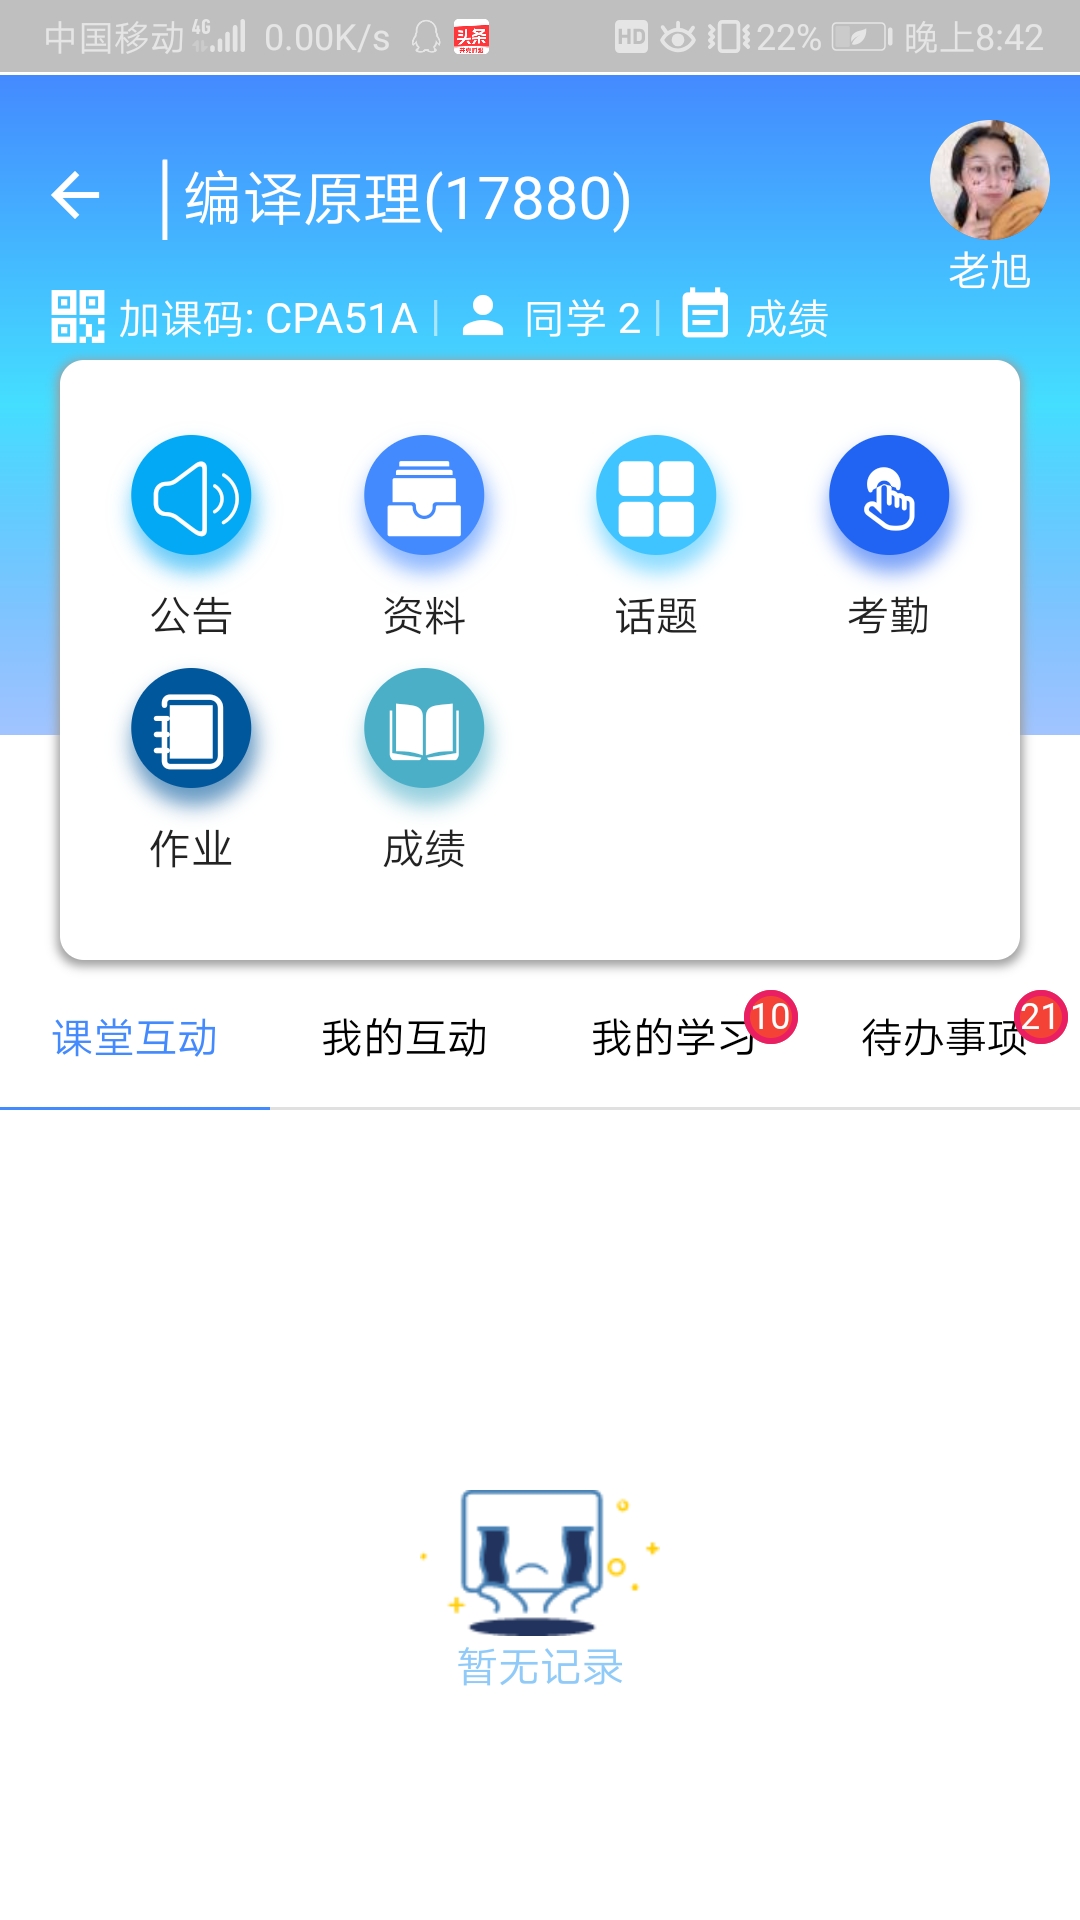 中国移动 4G 0.00K/s 头条 HD 22% 晚上8:42
编译原理(17880)
老旭
加课码: CPA51A | 同学 2 | 成绩
公告 资料 话题 考勤
作业 成绩
课堂互动 我的互动 我的学习 10 待办事项 21
暂无记录